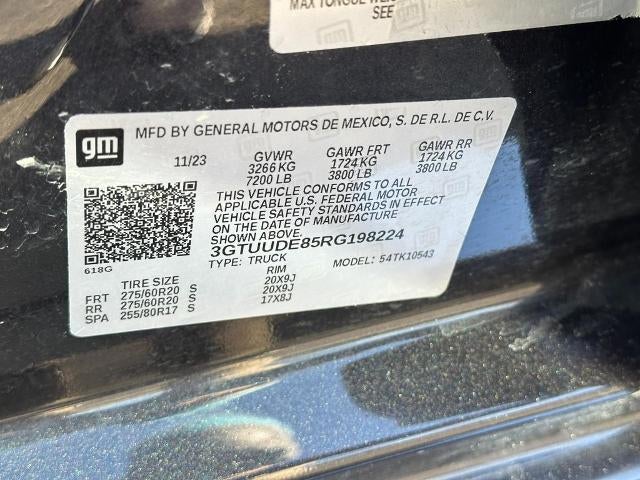 MAX TONGUE
SEE
gm
gm
MFD BY GENERAL MOTORS DE MEXICO, S. DE R.L. DE C.V.
11/23 GVWR GAWR FRT GAWR RR
3266 KG 1724 KG 1724 KG
7200 LB 3800 LB 3800 LB
THIS VEHICLE CONFORMS TO ALL
APPLICABLE U.S. FEDERAL MOTOR
VEHICLE SAFETY STANDARDS IN EFFECT
ON THE DATE OF MANUFACTURE
SHOWN ABOVE.
3GTUUDE85RG198224
TYPE: TRUCK MODEL: 54TK10543
618G
TIRE SIZE RIM
FRT 275/60R20 S 20X9J
RR 275/60R20 S 20X9J
SPA 255/80R17 S 17X8J